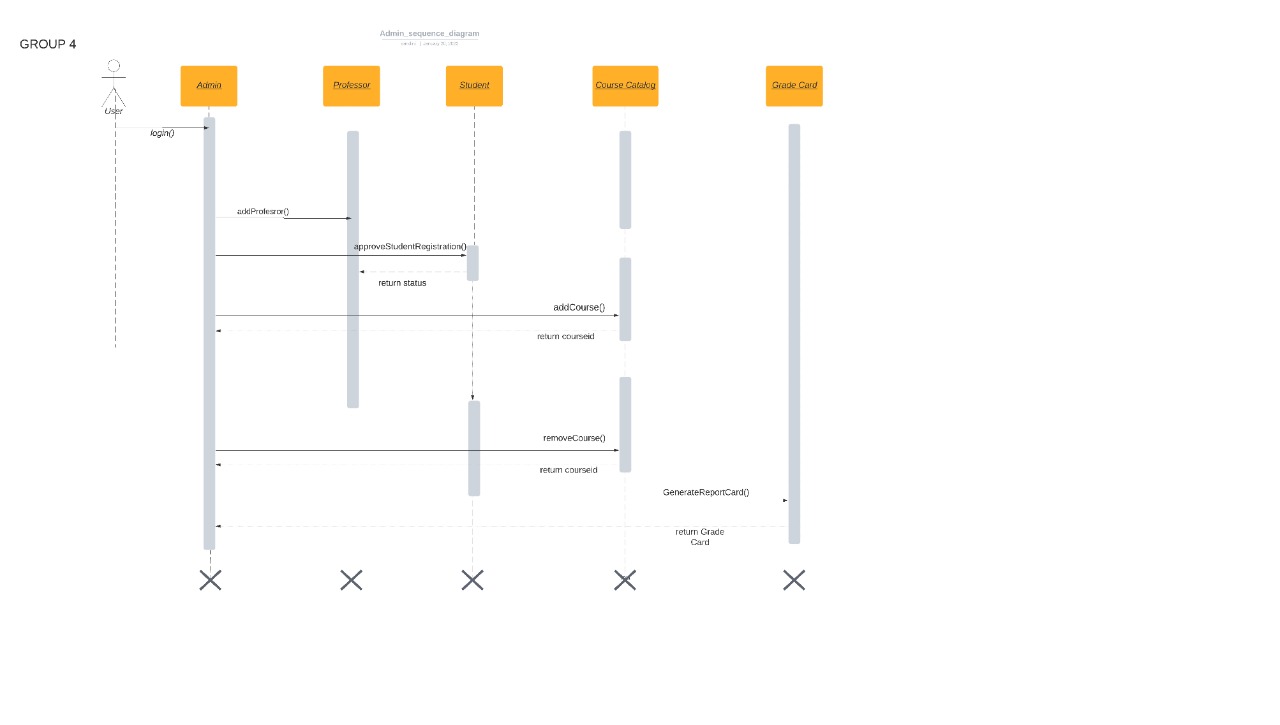 Admin_sequence_diagram
GROUP 4
Admin
Professor
Student
Course Catalog
Grade Card
User
login()
addProfesror()
approveStudentRegistration()
return status
addCourse()
return courseid
removeCourse()
return courseid
GenerateReportCard()
return Grade
Card